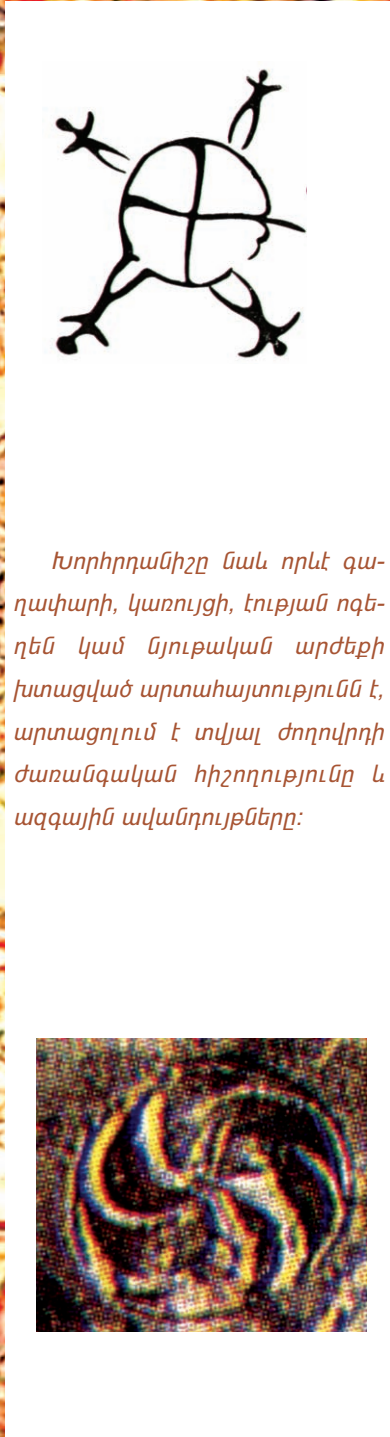 Խորհրդանիշը նաև որևէ գա-
ղափարի, կառույցի, էության ոգե-
ղեն կամ նյութական արժեքի
խտացված արտահայտությունն է,
արտացոլում է տվյալ ժողովրդի
ժառանգական հիշողությունը և
ազգային ավանդույթները: